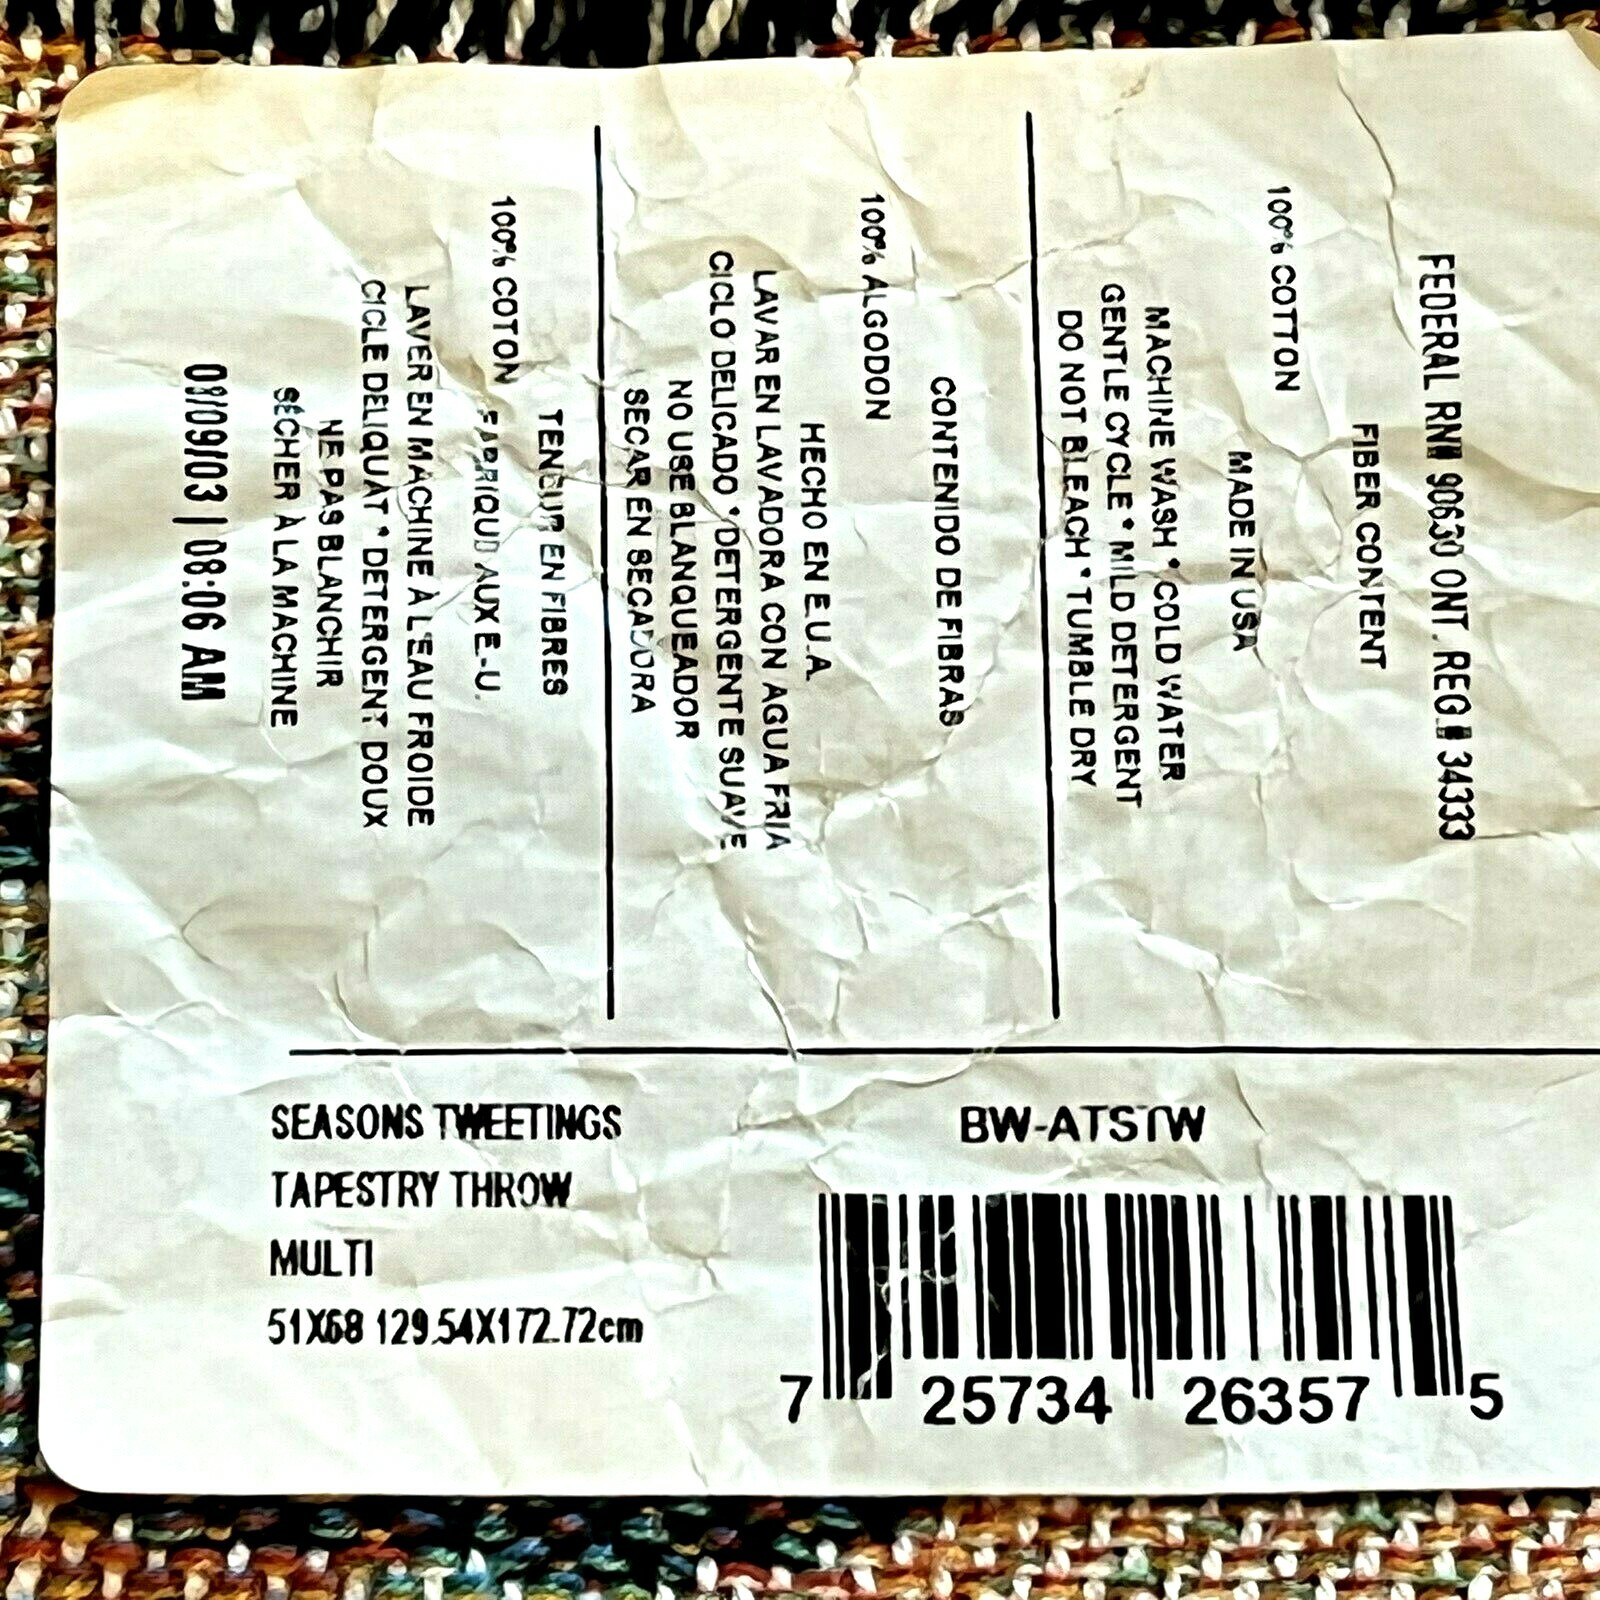 FEDERAL RN# 90630 ONT. REG.# 34333
FIBER CONTENT
100% COTTON
MADE IN USA
MACHINE WASH * COLD WATER
GENTLE CYCLE * MILD DETERGENT
DO NOT BLEACH * TUMBLE DRY
CONTENIDO DE FIBRAS
100% ALGODON
HECHO EN E.U.A.
LAVAR EN LAVADORA CON AGUA FRIA
CICLO DELICADO * DETERGENTE SUAVE
NO USE BLANQUEADOR
SECAR EN SECADORA
TENEUR EN FIBRES
100% COTON
AUX E.-U.
LAVER EN MACHINE À L'EAU FROIDE
CICLE DELIQUAT * DETERGENT DOUX
NE PAS BLANCHIR
SÉCHER À LA MACHINE
| 08:06 AM
SEASONS TWEETINGS
TAPESTRY THROW
MULTI
51X68 129.54X172.72cm
BW-ATSTW
7 25734 26357 5